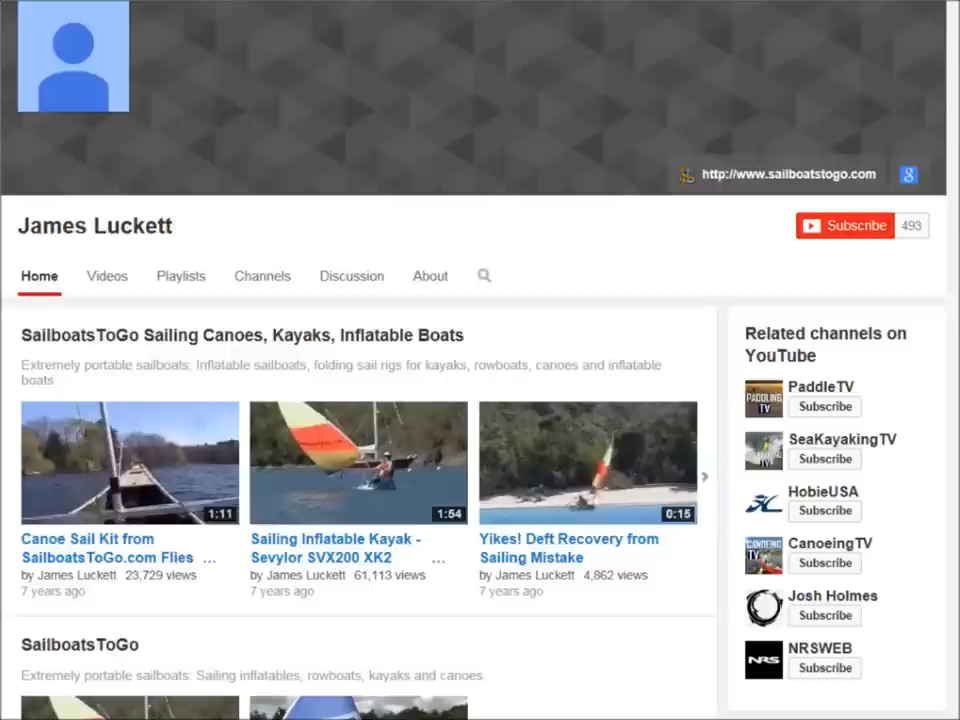 http://www.sailboatstogo.com
James Luckett
Subscribe 493
Home Videos Playlists Channels Discussion About
SailboatsToGo Sailing Canoes, Kayaks, Inflatable Boats
Extremely portable sailboats: Inflatable sailboats, folding sail rigs for kayaks, rowboats, canoes and inflatable
boats
1:11
1:54
0:15
Canoe Sail Kit from
SailboatsToGo.com Flies ...
by James Luckett 23,729 views
7 years ago
Sailing Inflatable Kayak -
Sevylor SVX200 XK2 ...
by James Luckett 61,113 views
7 years ago
Yikes! Deft Recovery from
Sailing Mistake
by James Luckett 4,862 views
7 years ago
SailboatsToGo
Extremely portable sailboats: Sailing inflatables, rowboats, kayaks and canoes.
Related channels on
YouTube
PADDLING
TV
PaddleTV
Subscribe
SeaKayakingTV
Subscribe
HobieUSA
Subscribe
CANOEING
TV
CanoeingTV
Subscribe
Josh Holmes
Subscribe
NRS
NRSWEB
Subscribe